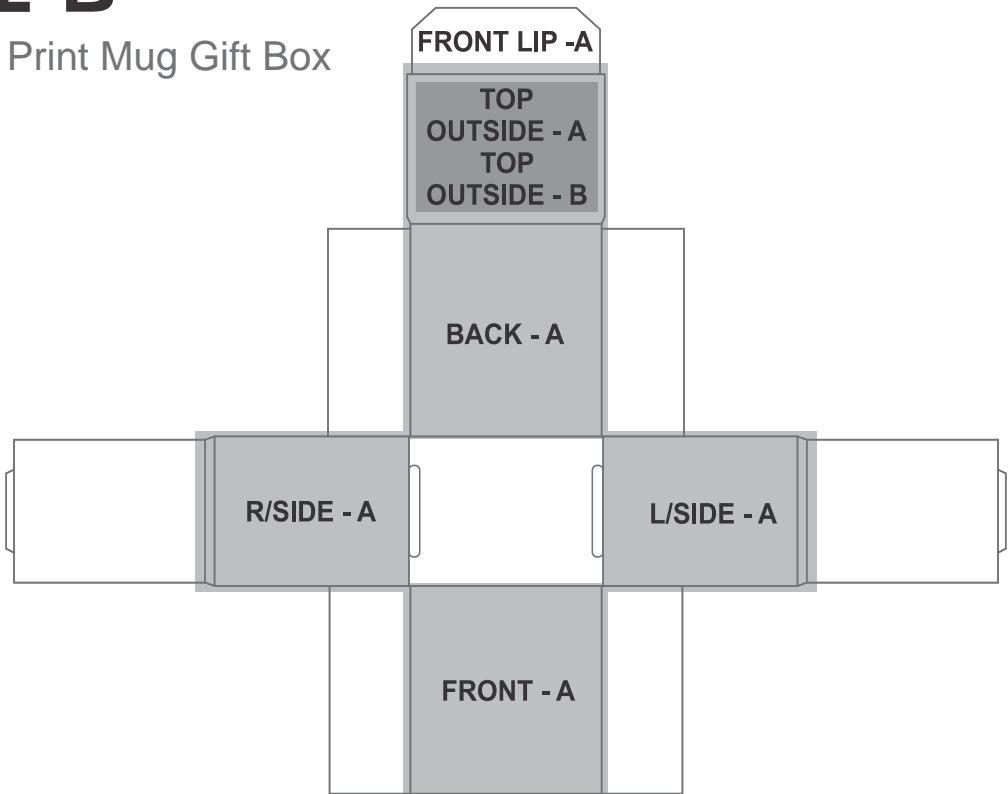 Print Mug Gift Box
FRONT LIP -A
TOP
OUTSIDE - A
TOP
OUTSIDE - B
BACK - A
R/SIDE - A
L/SIDE - A
FRONT - A